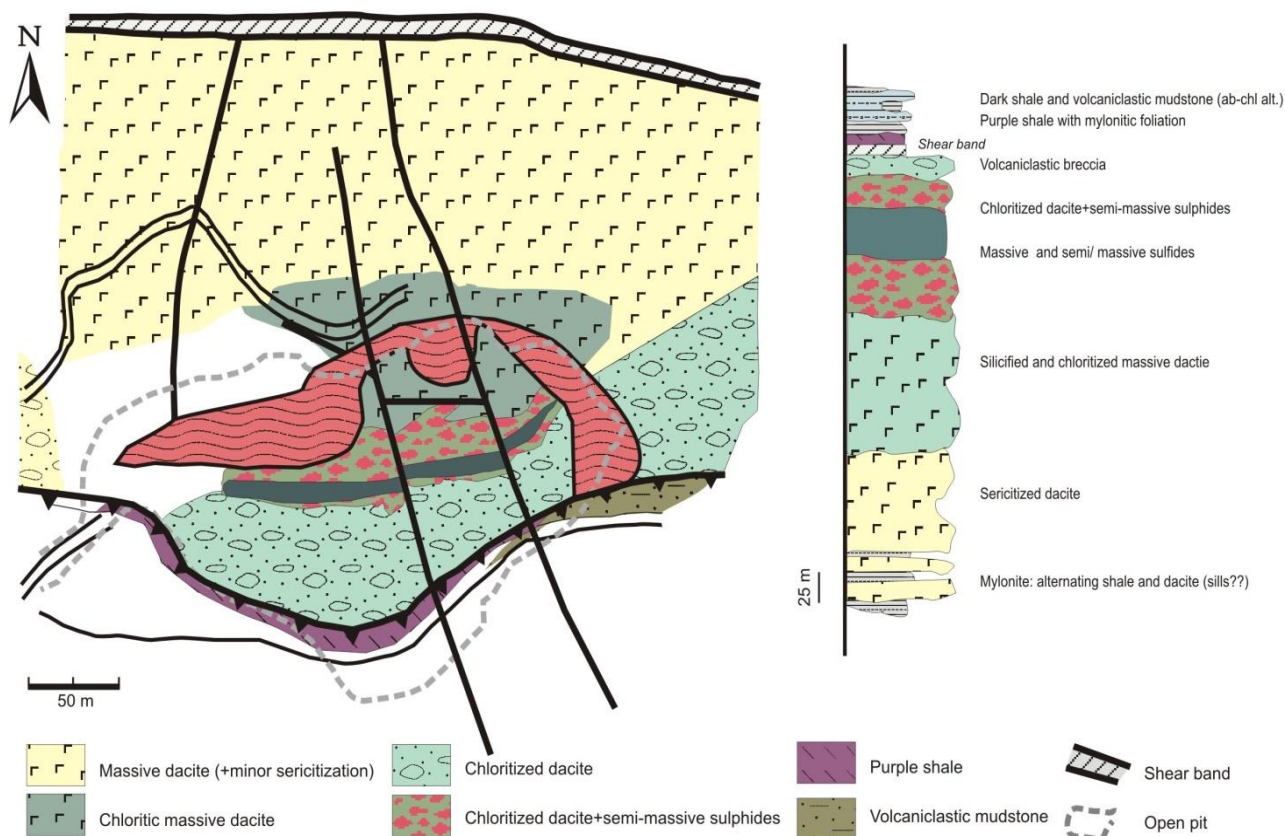 N
Dark shale and volcaniclastic mudstone (ab-chl alt.)
Purple shale with mylonitic foliation
Shear band
Volcaniclastic breccia
Chloritized dacite+semi-massive sulphides
Massive and semi/ massive sulfides
Silicified and chloritized massive dactie
Sericitized dacite
25 m
Mylonite: alternating shale and dacite (sills??)
50 m
Massive dacite (+minor sericitization)
Chloritized dacite
Purple shale
Shear band
Chloritic massive dacite
Chloritized dacite+semi-massive sulphides
Volcaniclastic mudstone
Open pit